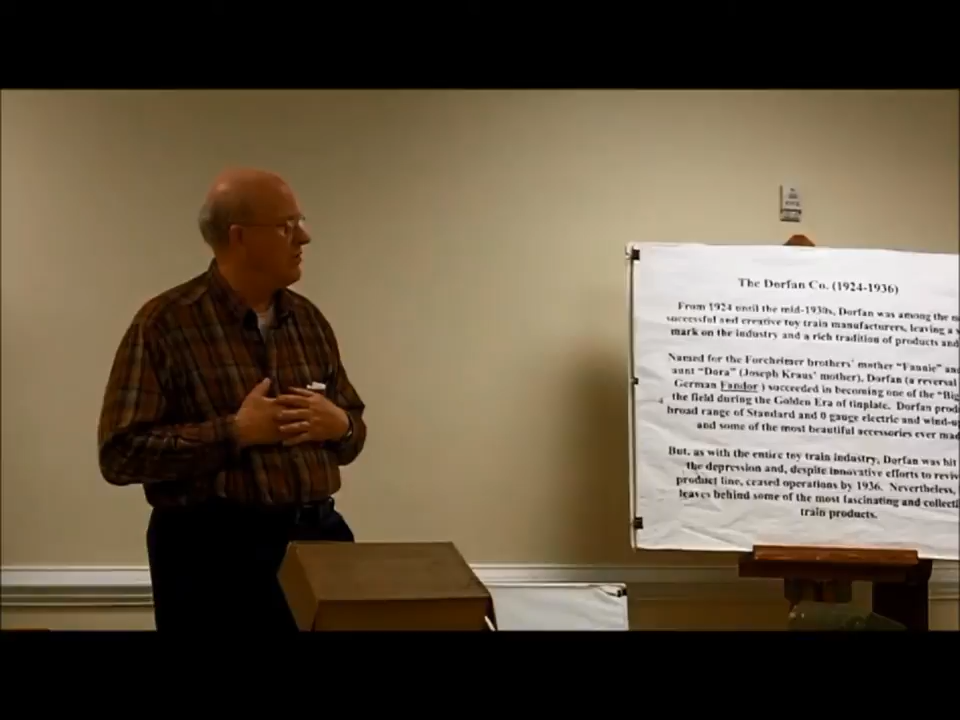 The Dorfan Co. (1924-1936)
From 1924 until the mid-1930s, Dorfan was among the
successful and creative toy train manufacturers, leaving a
mark on the industry and a rich tradition of products and
Named for the Forcheimer brothers' mother "Fannie" and
aunt "Dora" (Joseph Kraus' mother), Dorfan (a reversal
German Fandor) succeeded in becoming one of the "Big
the field during the Golden Era of tinplate. Dorfan
broad range of Standard and 0 gauge electric and wind-up
and some of the most beautiful accessories ever
But, as with the entire toy train industry, Dorfan was hit
the depression and, despite innovative efforts to
product line, ceased operations by 1936. Nevertheless,
leaves behind some of the most fascinating and
train products.